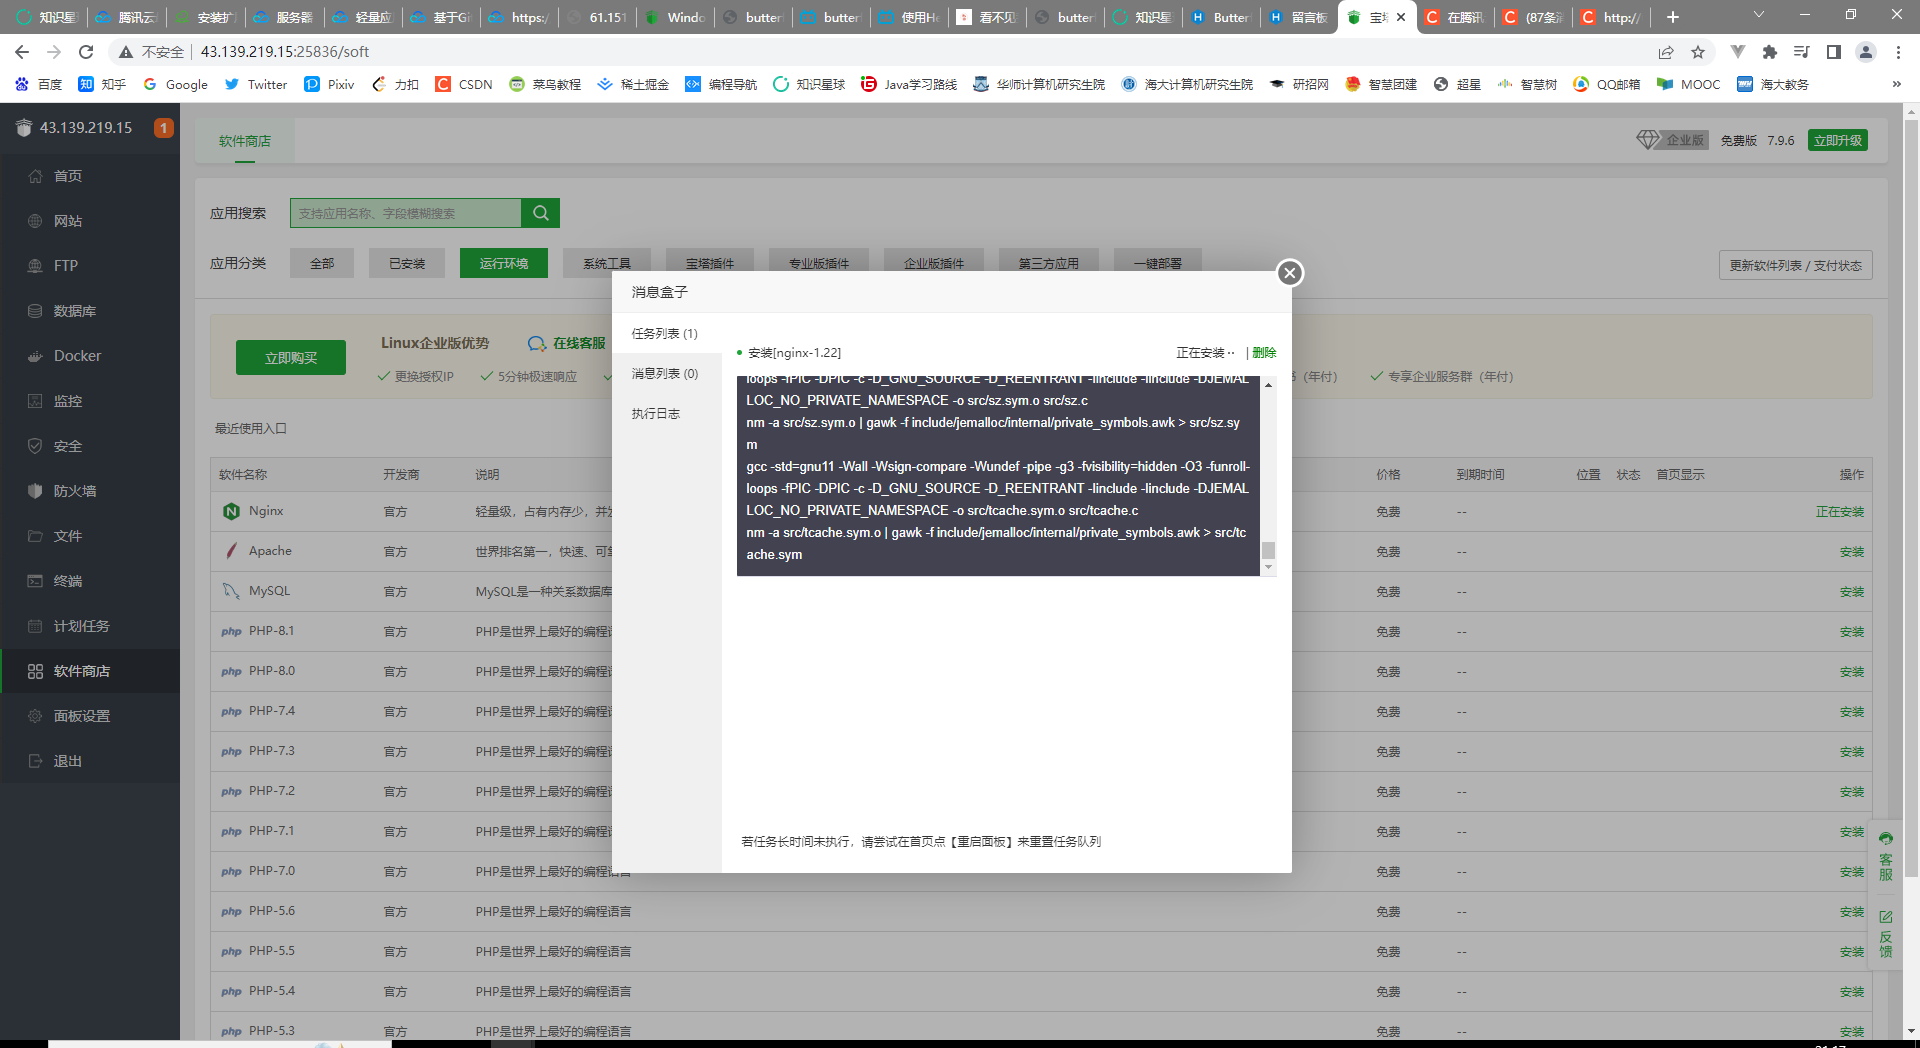 知识星 腾讯云 安装扩 服务器 轻量应 基于Gi https:/ 61.151 Windo butterf butterf 使用He 看不见 butterf 知识星 Butterf 留言板 宝塔 在腾讯 (87条消 http://
不安全 43.139.219.15:25836/soft
百度 知乎 Google Twitter Pixiv 力扣 CSDN 菜鸟教程 稀土掘金 编程导航 知识星球 Java学习路线 华师计算机研究生院 海大计算机研究生院 研招网 智慧团建 超星 智慧树 QQ邮箱 MOOC 海大教务 »
43.139.219.15 1
首页
网站
FTP
数据库
Docker
监控
安全
防火墙
文件
终端
计划任务
软件商店
面板设置
退出
软件商店
企业版 免费版 7.9.6 立即升级
应用搜索 支持应用名称、字段模糊搜索
应用分类 全部 已安装 运行环境 系统工具 宝塔插件 专业版插件 企业版插件 第三方应用 一键部署
更新软件列表 / 支付状态
立即购买 Linux企业版优势 在线客服
更换授权IP 5分钟极速响应 (年付) 专享企业服务群（年付）
最近使用入口
软件名称 开发商 说明 价格 到期时间 位置 状态 首页显示 操作
Nginx 官方 轻量级，占有内存少，并发 免费 -- 正在安装
Apache 官方 世界排名第一，快速、可靠 免费 -- 安装
MySQL 官方 MySQL是一种关系数据库 免费 -- 安装
php PHP-8.1 官方 PHP是世界上最好的编程语 免费 -- 安装
php PHP-8.0 官方 PHP是世界上最好的编程语 免费 -- 安装
php PHP-7.4 官方 PHP是世界上最好的编程语 免费 -- 安装
php PHP-7.3 官方 PHP是世界上最好的编程语 免费 -- 安装
php PHP-7.2 官方 PHP是世界上最好的编程语 免费 -- 安装
php PHP-7.1 官方 PHP是世界上最好的编程语 免费 -- 安装
php PHP-7.0 官方 PHP是世界上最好的编程语言 免费 -- 安装
php PHP-5.6 官方 PHP是世界上最好的编程语言 免费 -- 安装
php PHP-5.5 官方 PHP是世界上最好的编程语言 免费 -- 安装
php PHP-5.4 官方 PHP是世界上最好的编程语言 免费 -- 安装
php PHP-5.3 官方 PHP是世界上最好的编程语言 免费 -- 安装
消息盒子
任务列表 (1)
消息列表 (0)
执行日志
安装[nginx-1.22] 正在安装·· | 删除
loops -fPIC -DPIC -c -D_GNU_SOURCE -D_REENTRANT -Iinclude -Iinclude -DJEMAL
LOC_NO_PRIVATE_NAMESPACE -o src/sz.sym.o src/sz.c
nm -a src/sz.sym.o | gawk -f include/jemalloc/internal/private_symbols.awk > src/sz.sy
m
gcc -std=gnu11 -Wall -Wsign-compare -Wundef -pipe -g3 -fvisibility=hidden -O3 -funroll-
loops -fPIC -DPIC -c -D_GNU_SOURCE -D_REENTRANT -Iinclude -Iinclude -DJEMAL
LOC_NO_PRIVATE_NAMESPACE -o src/tcache.sym.o src/tcache.c
nm -a src/tcache.sym.o | gawk -f include/jemalloc/internal/private_symbols.awk > src/tc
ache.sym
若任务长时间未执行，请尝试在首页点【重启面板】来重置任务队列
客服
反馈